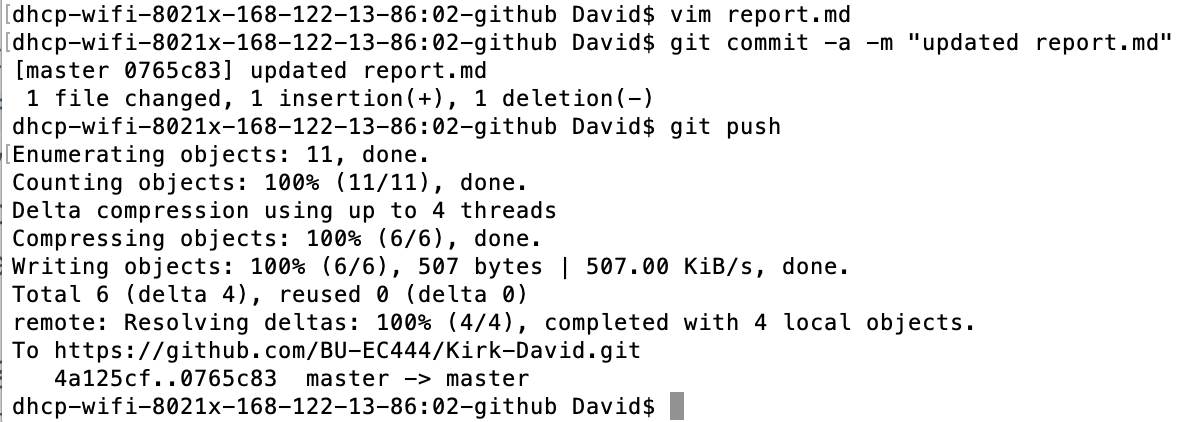 [dhcp-wifi-8021x-168-122-13-86:02-github David$ vim report.md
[dhcp-wifi-8021x-168-122-13-86:02-github David$ git commit -a -m "updated report.md"
[master 0765c83] updated report.md
 1 file changed, 1 insertion(+), 1 deletion(-)
dhcp-wifi-8021x-168-122-13-86:02-github David$ git push
[Enumerating objects: 11, done.
Counting objects: 100% (11/11), done.
Delta compression using up to 4 threads
Compressing objects: 100% (6/6), done.
Writing objects: 100% (6/6), 507 bytes | 507.00 KiB/s, done.
Total 6 (delta 4), reused 0 (delta 0)
remote: Resolving deltas: 100% (4/4), completed with 4 local objects.
To https://github.com/BU-EC444/Kirk-David.git
   4a125cf..0765c83  master -> master
dhcp-wifi-8021x-168-122-13-86:02-github David$